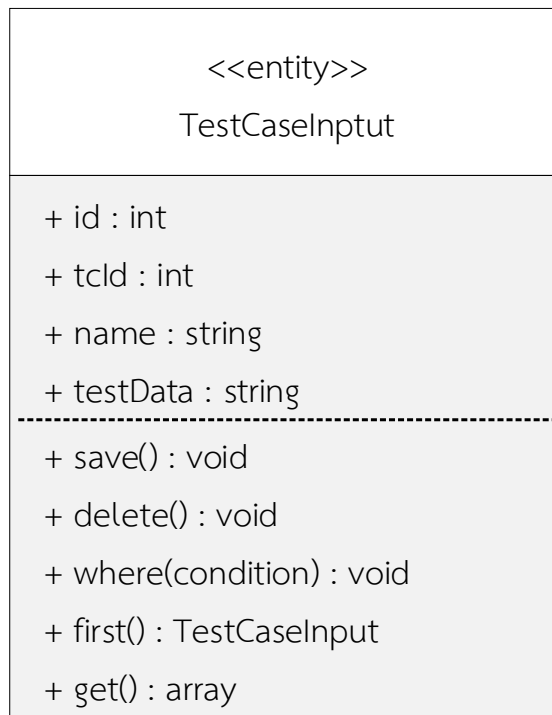 <<entity>>
TestCaseInptut
+ id : int
+ tcId : int
+ name : string
+ testData : string
+ save() : void
+ delete() : void
+ where(condition) : void
+ first() : TestCaseInput
+ get() : array